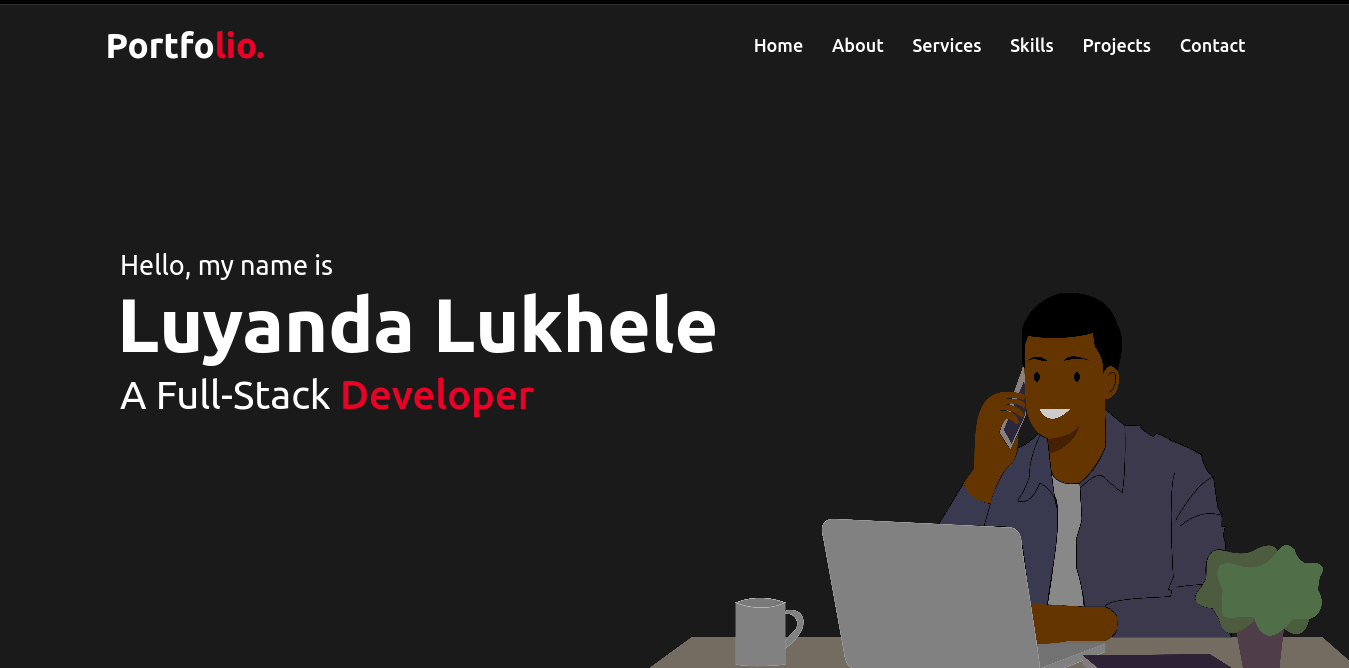 Portfolio.
Home About Services Skills Projects Contact
Hello, my name is
Luyanda Lukhele
A Full-Stack Developer